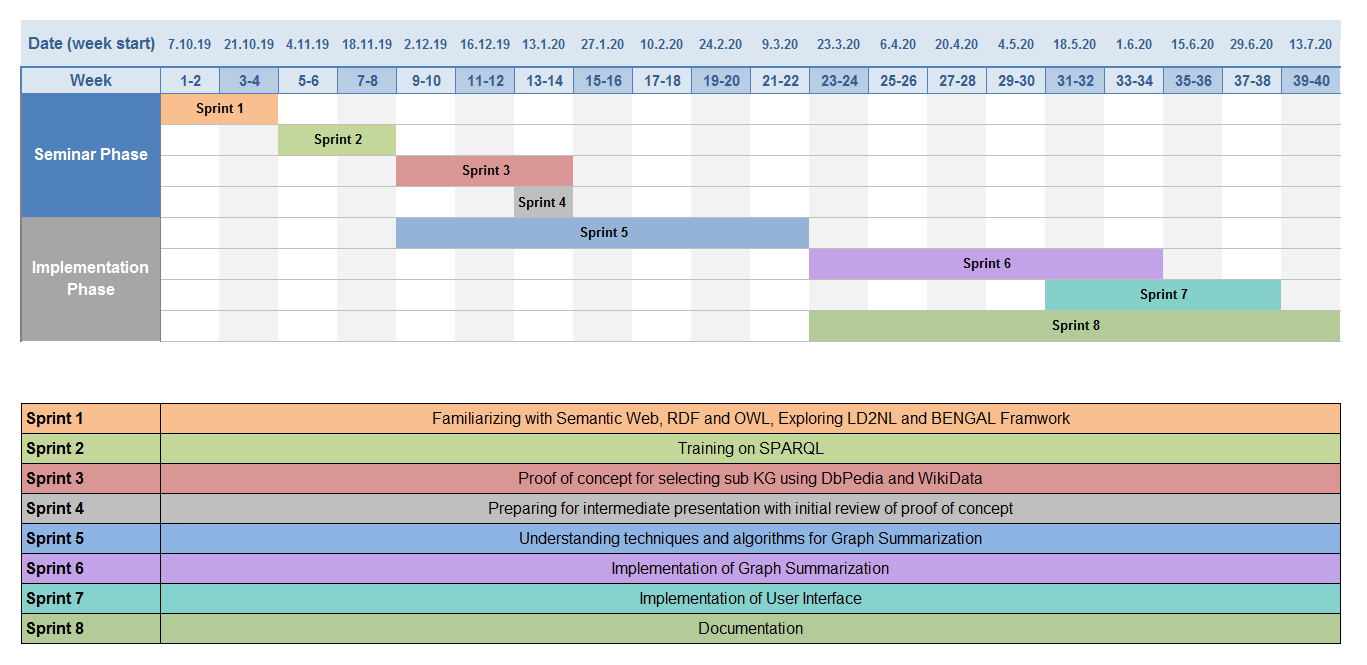 Date (week start) 7.10.19 21.10.19 4.11.19 18.11.19 2.12.19 16.12.19 13.1.20 27.1.20 10.2.20 24.2.20 9.3.20 23.3.20 6.4.20 20.4.20 4.5.20 18.5.20 1.6.20 15.6.20 29.6.20 13.7.20
Week 1-2 3-4 5-6 7-8 9-10 11-12 13-14 15-16 17-18 19-20 21-22 23-24 25-26 27-28 29-30 31-32 33-34 35-36 37-38 39-40
Seminar Phase
Sprint 1
Sprint 2
Sprint 3
Sprint 4
Implementation
Phase
Sprint 5
Sprint 6
Sprint 7
Sprint 8
Sprint 1 Familiarizing with Semantic Web, RDF and OWL, Exploring LD2NL and BENGAL Framwork
Sprint 2 Training on SPARQL
Sprint 3 Proof of concept for selecting sub KG using DbPedia and WikiData
Sprint 4 Preparing for intermediate presentation with initial review of proof of concept
Sprint 5 Understanding techniques and algorithms for Graph Summarization
Sprint 6 Implementation of Graph Summarization
Sprint 7 Implementation of User Interface
Sprint 8 Documentation